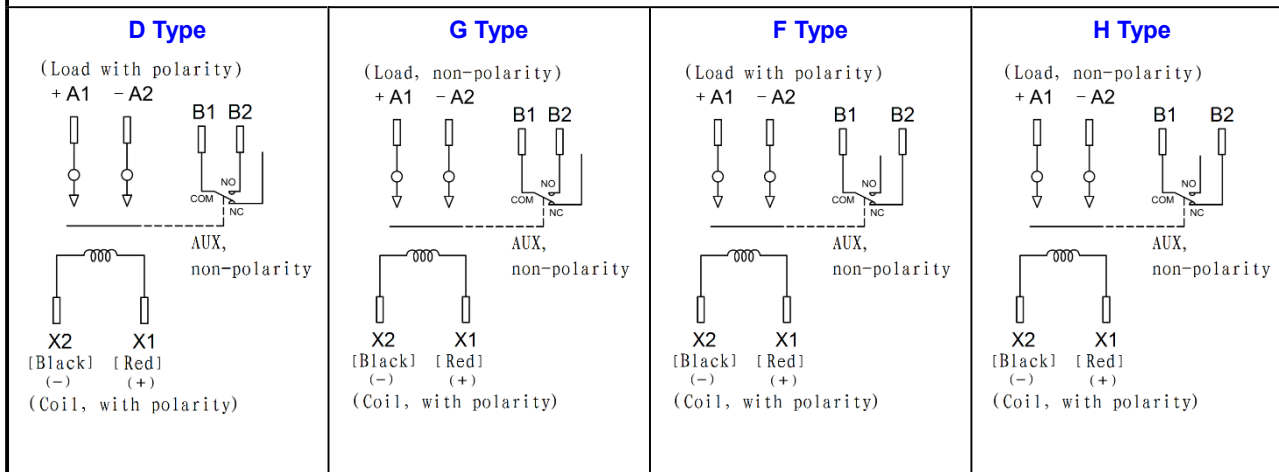 D Type
(Load with polarity)
+ A1 - A2
B1 B2
NO
COM
NC
AUX,
non-polarity
X2 X1
[Black] [Red]
(-) (+)
(Coil, with polarity)
G Type
(Load, non-polarity)
+ A1 - A2
B1 B2
NO
COM
NC
AUX,
non-polarity
X2 X1
[Black] [Red]
(-) (+)
(Coil, with polarity)
F Type
(Load with polarity)
+ A1 - A2
B1 B2
NO
COM
NC
AUX,
non-polarity
X2 X1
[Black] [Red]
(-) (+)
(Coil, with polarity)
H Type
(Load, non-polarity)
+ A1 - A2
B1 B2
NO
COM
NC
AUX,
non-polarity
X2 X1
[Black] [Red]
(-) (+)
(Coil, with polarity)